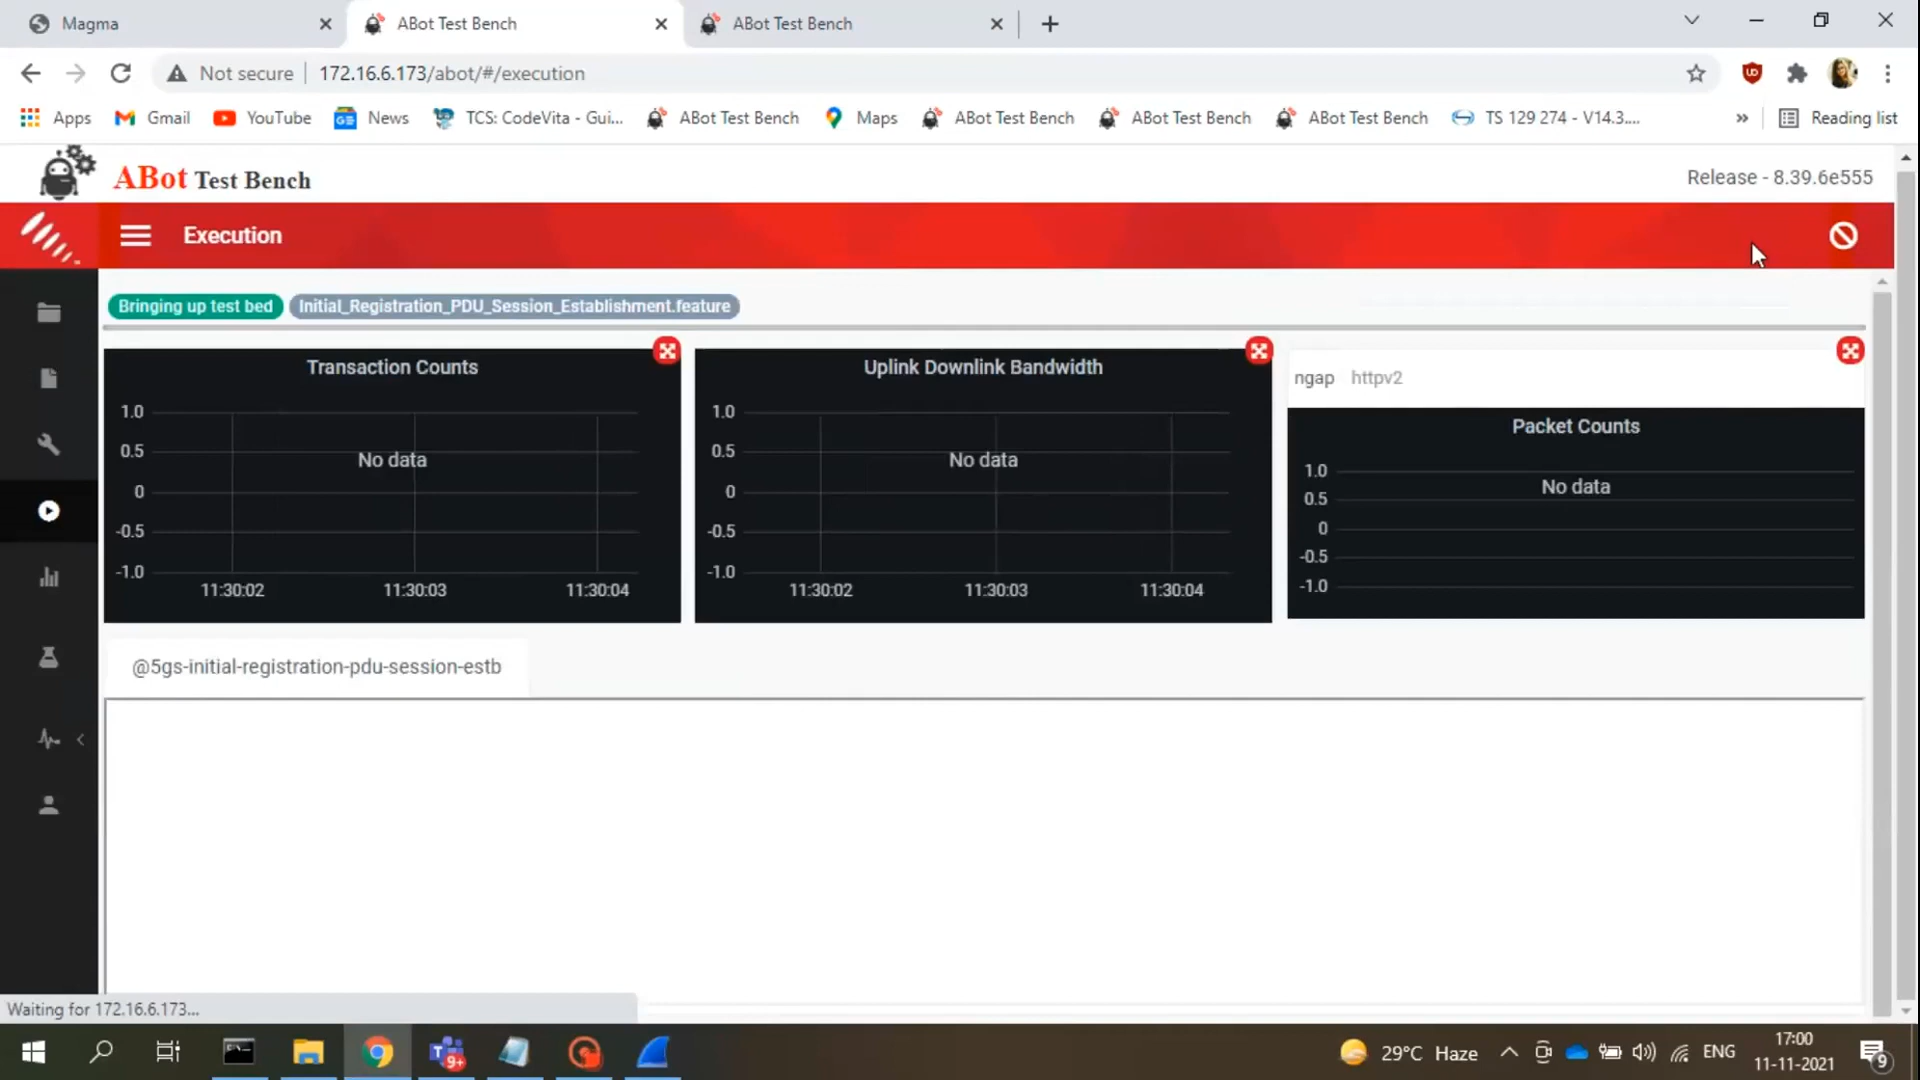 Magma
ABot Test Bench
ABot Test Bench
Not secure
172.16.6.173/abot/#/execution
Apps
Gmail
YouTube
News
TCS: CodeVita - Gui...
ABot Test Bench
Maps
ABot Test Bench
ABot Test Bench
ABot Test Bench
TS 129 274 - V14.3....
»
Reading list
ABot Test Bench
Release - 8.39.6e555
Execution
Bringing up test bed
Initial_Registration_PDU_Session_Establishment.feature
Transaction Counts
1.0
0.5
0
-0.5
-1.0
No data
11:30:02
11:30:03
11:30:04
Uplink Downlink Bandwidth
1.0
0.5
0
-0.5
-1.0
No data
11:30:02
11:30:03
11:30:04
ngap
httpv2
Packet Counts
1.0
0.5
0
-0.5
-1.0
No data
@5gs-initial-registration-pdu-session-estb
Waiting for 172.16.6.173...
9+
29°C Haze
ENG
17:00
11-11-2021
9